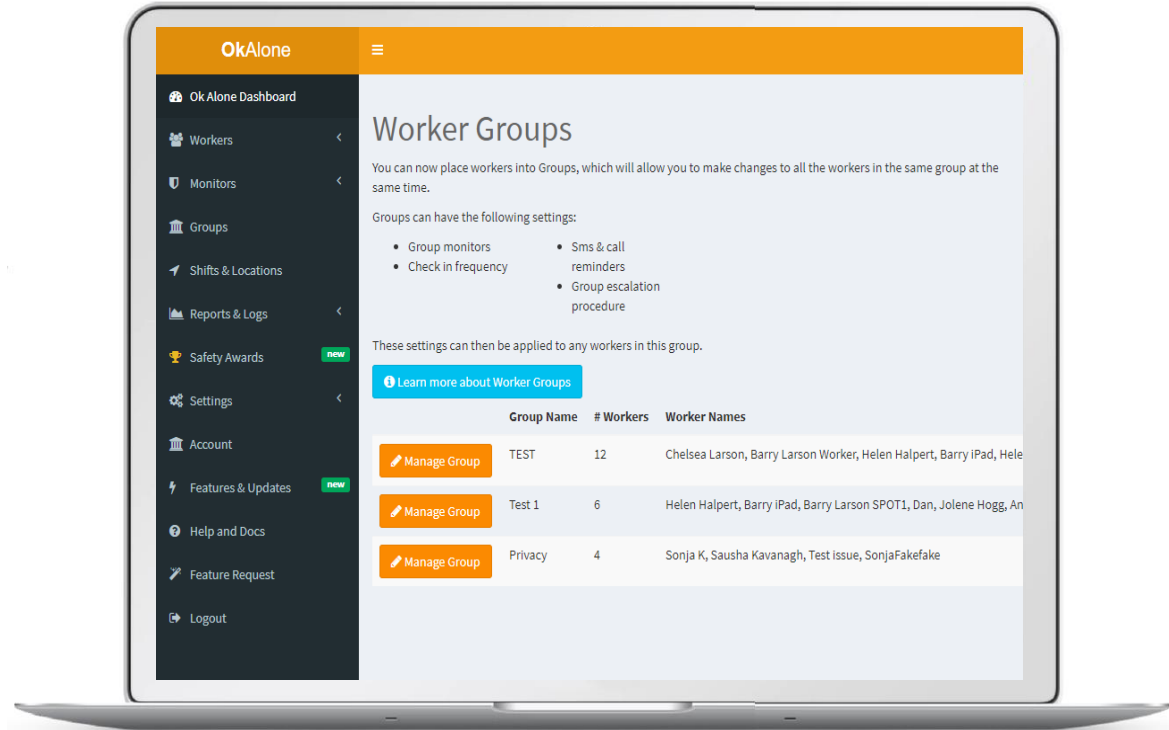 OkAlone
Ok Alone Dashboard
Workers
Monitors
Groups
Shifts & Locations
Reports & Logs
Safety Awards new
Settings
Account
Features & Updates new
Help and Docs
Feature Request
Logout
Worker Groups
You can now place workers into Groups, which will allow you to make changes to all the workers in the same group at the
same time.
Groups can have the following settings:
Group monitors
Check in frequency
Sms & call
reminders
Group escalation
procedure
These settings can then be applied to any workers in this group.
Learn more about Worker Groups
Group Name # Workers Worker Names
Manage Group TEST 12 Chelsea Larson, Barry Larson Worker, Helen Halpert, Barry iPad, Hele
Manage Group Test 1 6 Helen Halpert, Barry iPad, Barry Larson SPOT1, Dan, Jolene Hogg, An
Manage Group Privacy 4 Sonja K, Sausha Kavanagh, Test issue, SonjaFakefake